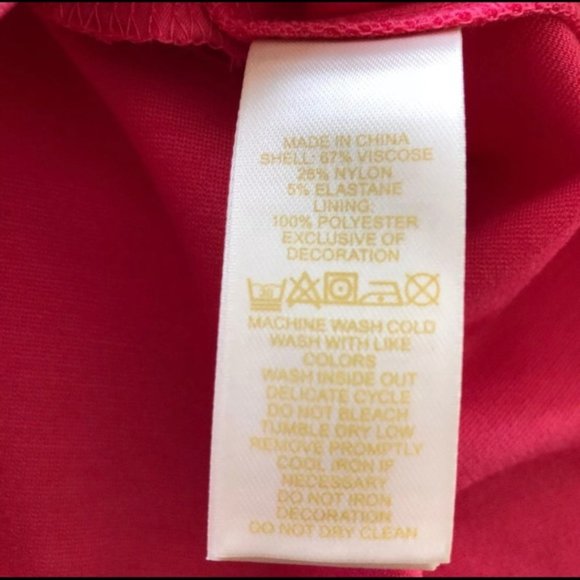 MADE IN CHINA
SHELL: 67% VISCOSE
28% NYLON
5% ELASTANE
LINING:
100% POLYESTER
EXCLUSIVE OF
DECORATION
MACHINE WASH COLD
WASH WITH LIKE
COLORS
WASH INSIDE OUT
DELICATE CYCLE
DO NOT BLEACH
TUMBLE DRY LOW
REMOVE PROMPTLY
COOL IRON IF
NECESSARY
DO NOT IRON
DECORATION
DO NOT DRY CLEAN